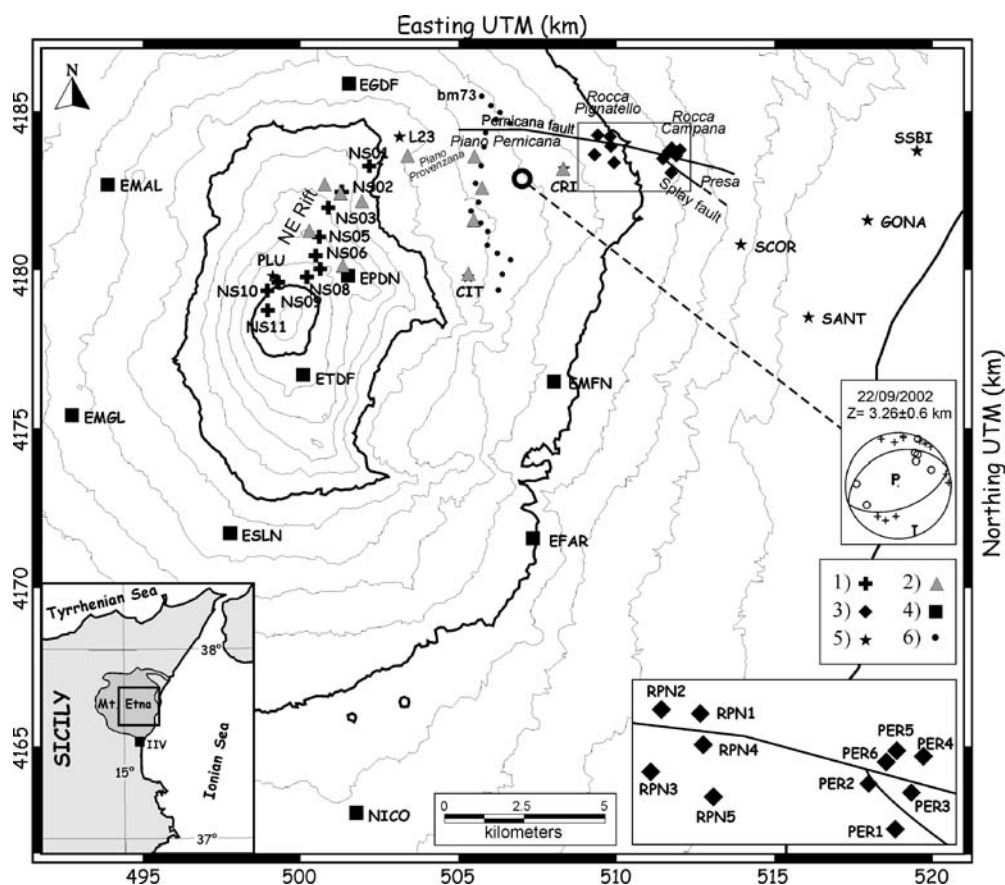 Easting UTM (km)
N
EGDF
bm73
Rocca
Pignatello
Rocca
Campana
Pernicana fault
Piano Pernicana
L23
Piano
Provenzana
SSBI
NS01
EMAL
NS02
CRI
Presa
Splay fault
NE Rift
NS03
GONA
NS05
SCOR
NS06
PLU
EPDN
CIT
NS10
NS08
NS09
NS11
SANT
ETDF
EMFN
EMGL
22/09/2002
Z= 3.26±0.6 km
P
T
ESLN
EFAR
1) 2)
3) 4)
5) 6)
Tyrrhenian Sea
38°
SICILY
Mt. Etna
IIV
15°
Ionian Sea
37°
NICO
0 2.5 5
kilometers
RPN2
RPN1
RPN4
RPN3
RPN5
PER5
PER4
PER6
PER2
PER3
PER1
4185
4180
4175
4170
4165
495 500 505 510 515 520
Northing UTM (km)